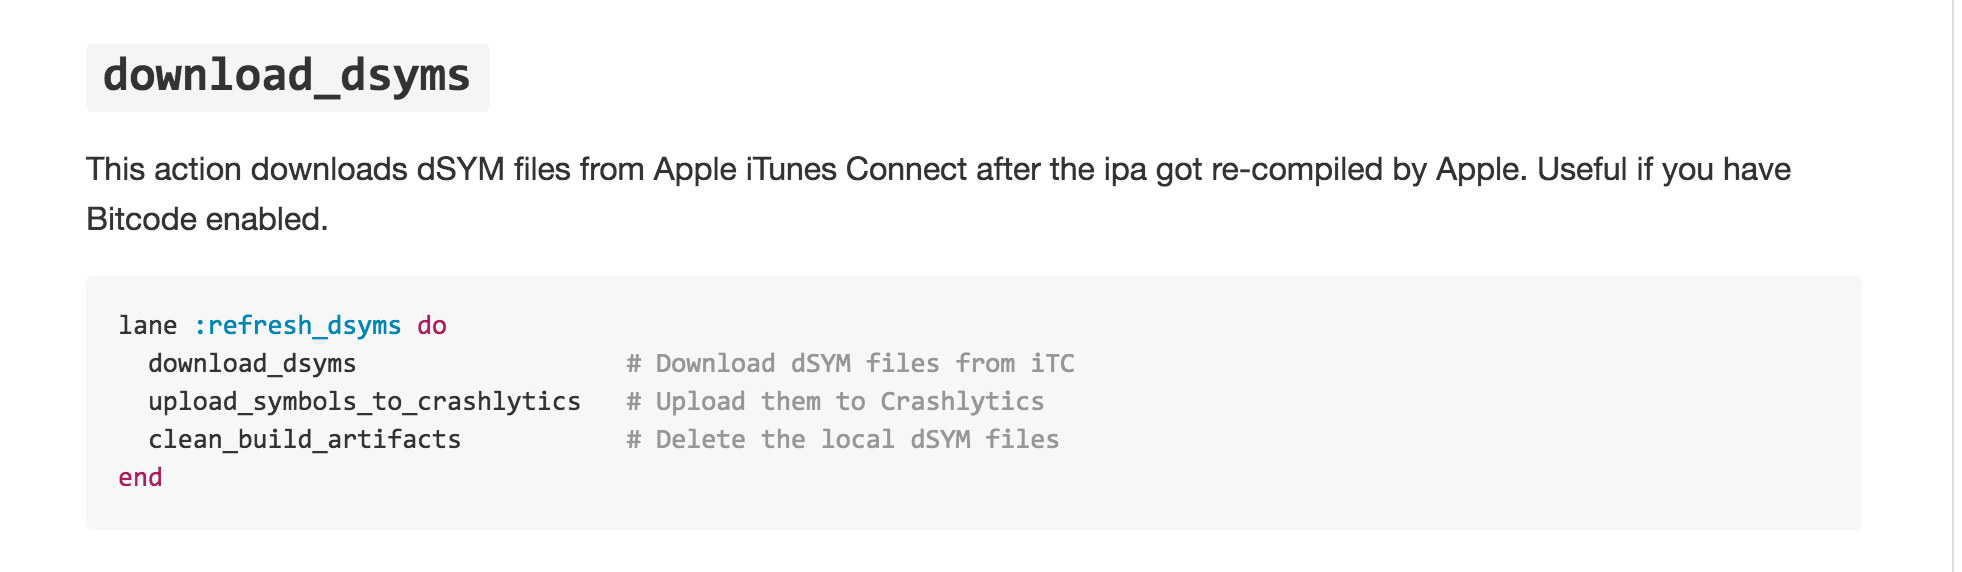 download_dsyms
This action downloads dSYM files from Apple iTunes Connect after the ipa got re-compiled by Apple. Useful if you have
Bitcode enabled.
lane :refresh_dsyms do
  download_dsyms                  # Download dSYM files from iTC
  upload_symbols_to_crashlytics   # Upload them to Crashlytics
  clean_build_artifacts           # Delete the local dSYM files
end